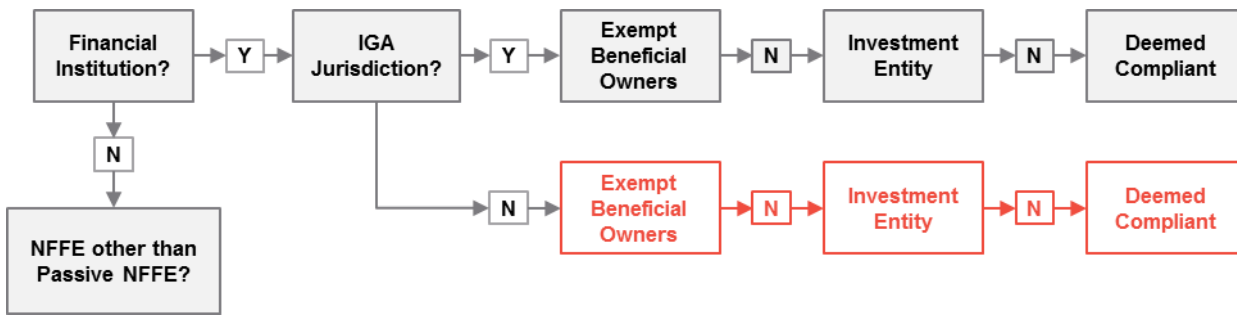 Financial
Institution?
Y
IGA
Jurisdiction?
Y
Exempt
Beneficial
Owners
N
Investment
Entity
N
Deemed
Compliant
N
NFFE other than
Passive NFFE?
N
Exempt
Beneficial
Owners
N
Investment
Entity
N
Deemed
Compliant